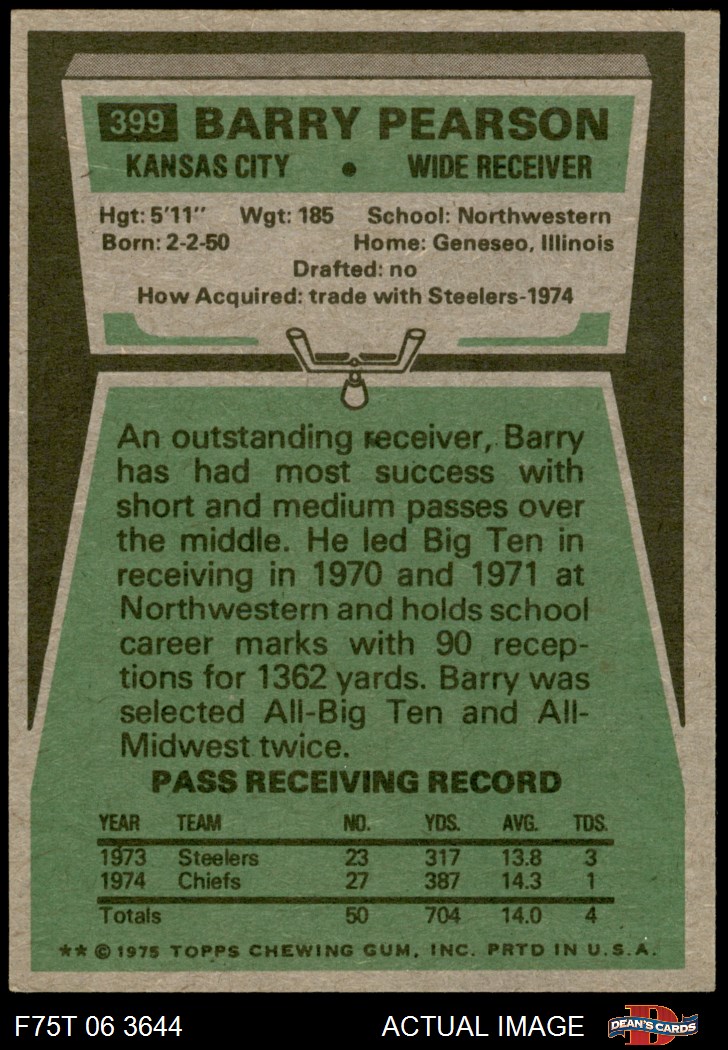 399 BARRY PEARSON
KANSAS CITY • WIDE RECEIVER
Hgt: 5'11" Wgt: 185 School: Northwestern
Born: 2-2-50 Home: Geneseo, Illinois
Drafted: no
How Acquired: trade with Steelers-1974
An outstanding receiver, Barry
has had most success with
short and medium passes over
the middle. He led Big Ten in
receiving in 1970 and 1971 at
Northwestern and holds school
career marks with 90 recep-
tions for 1362 yards. Barry was
selected All-Big Ten and All-
Midwest twice.
PASS RECEIVING RECORD
YEAR TEAM NO. YDS. AVG. TDS.
1973 Steelers 23 317 13.8 3
1974 Chiefs 27 387 14.3 1
Totals 50 704 14.0 4
** © 1975 TOPPS CHEWING GUM, INC. PRTD IN U.S.A.
F75T 06 3644 ACTUAL IMAGE D DEAN'S CARDS